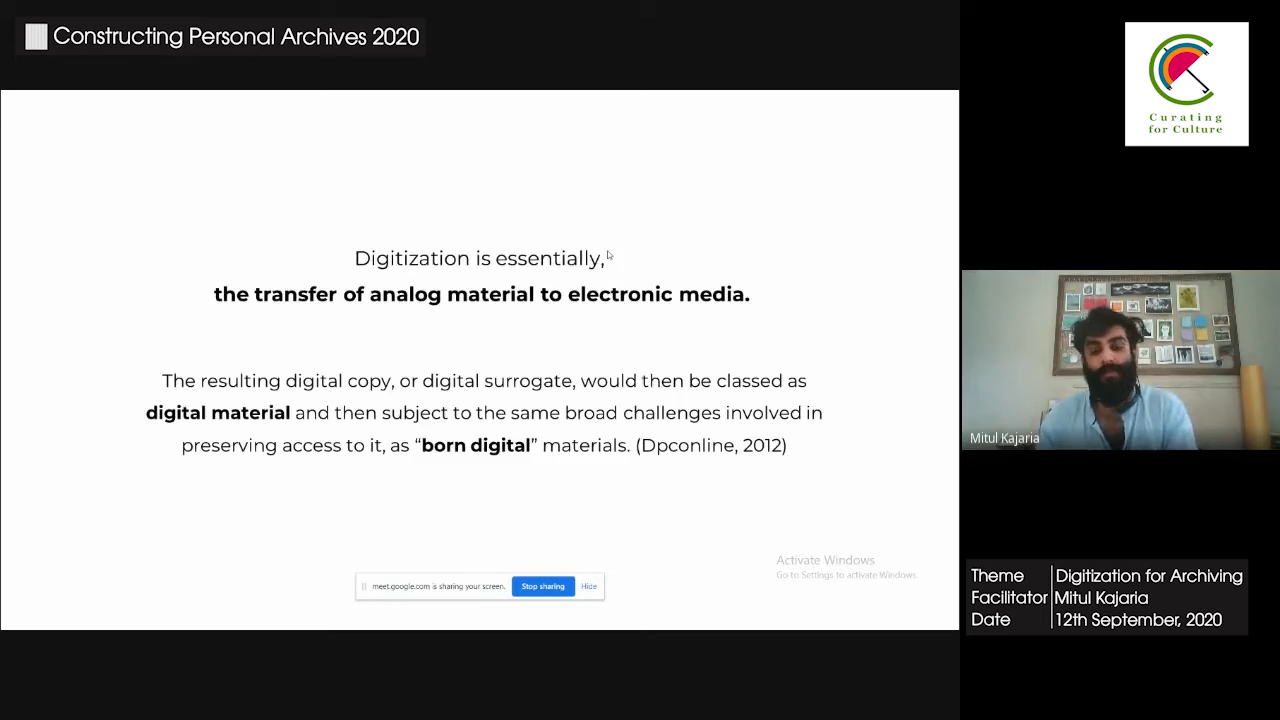 Constructing Personal Archives 2020
Curating
for Culture
Digitization is essentially,
the transfer of analog material to electronic media.
The resulting digital copy, or digital surrogate, would then be classed as
digital material and then subject to the same broad challenges involved in
preserving access to it, as “born digital” materials. (Dpconline, 2012)
Activate Windows
Go to Settings to activate Windows.
meet.google.com is sharing your screen. Stop sharing Hide
Mitul Kajaria
Theme Digitization for Archiving
Facilitator Mitul Kajaria
Date 12th September, 2020